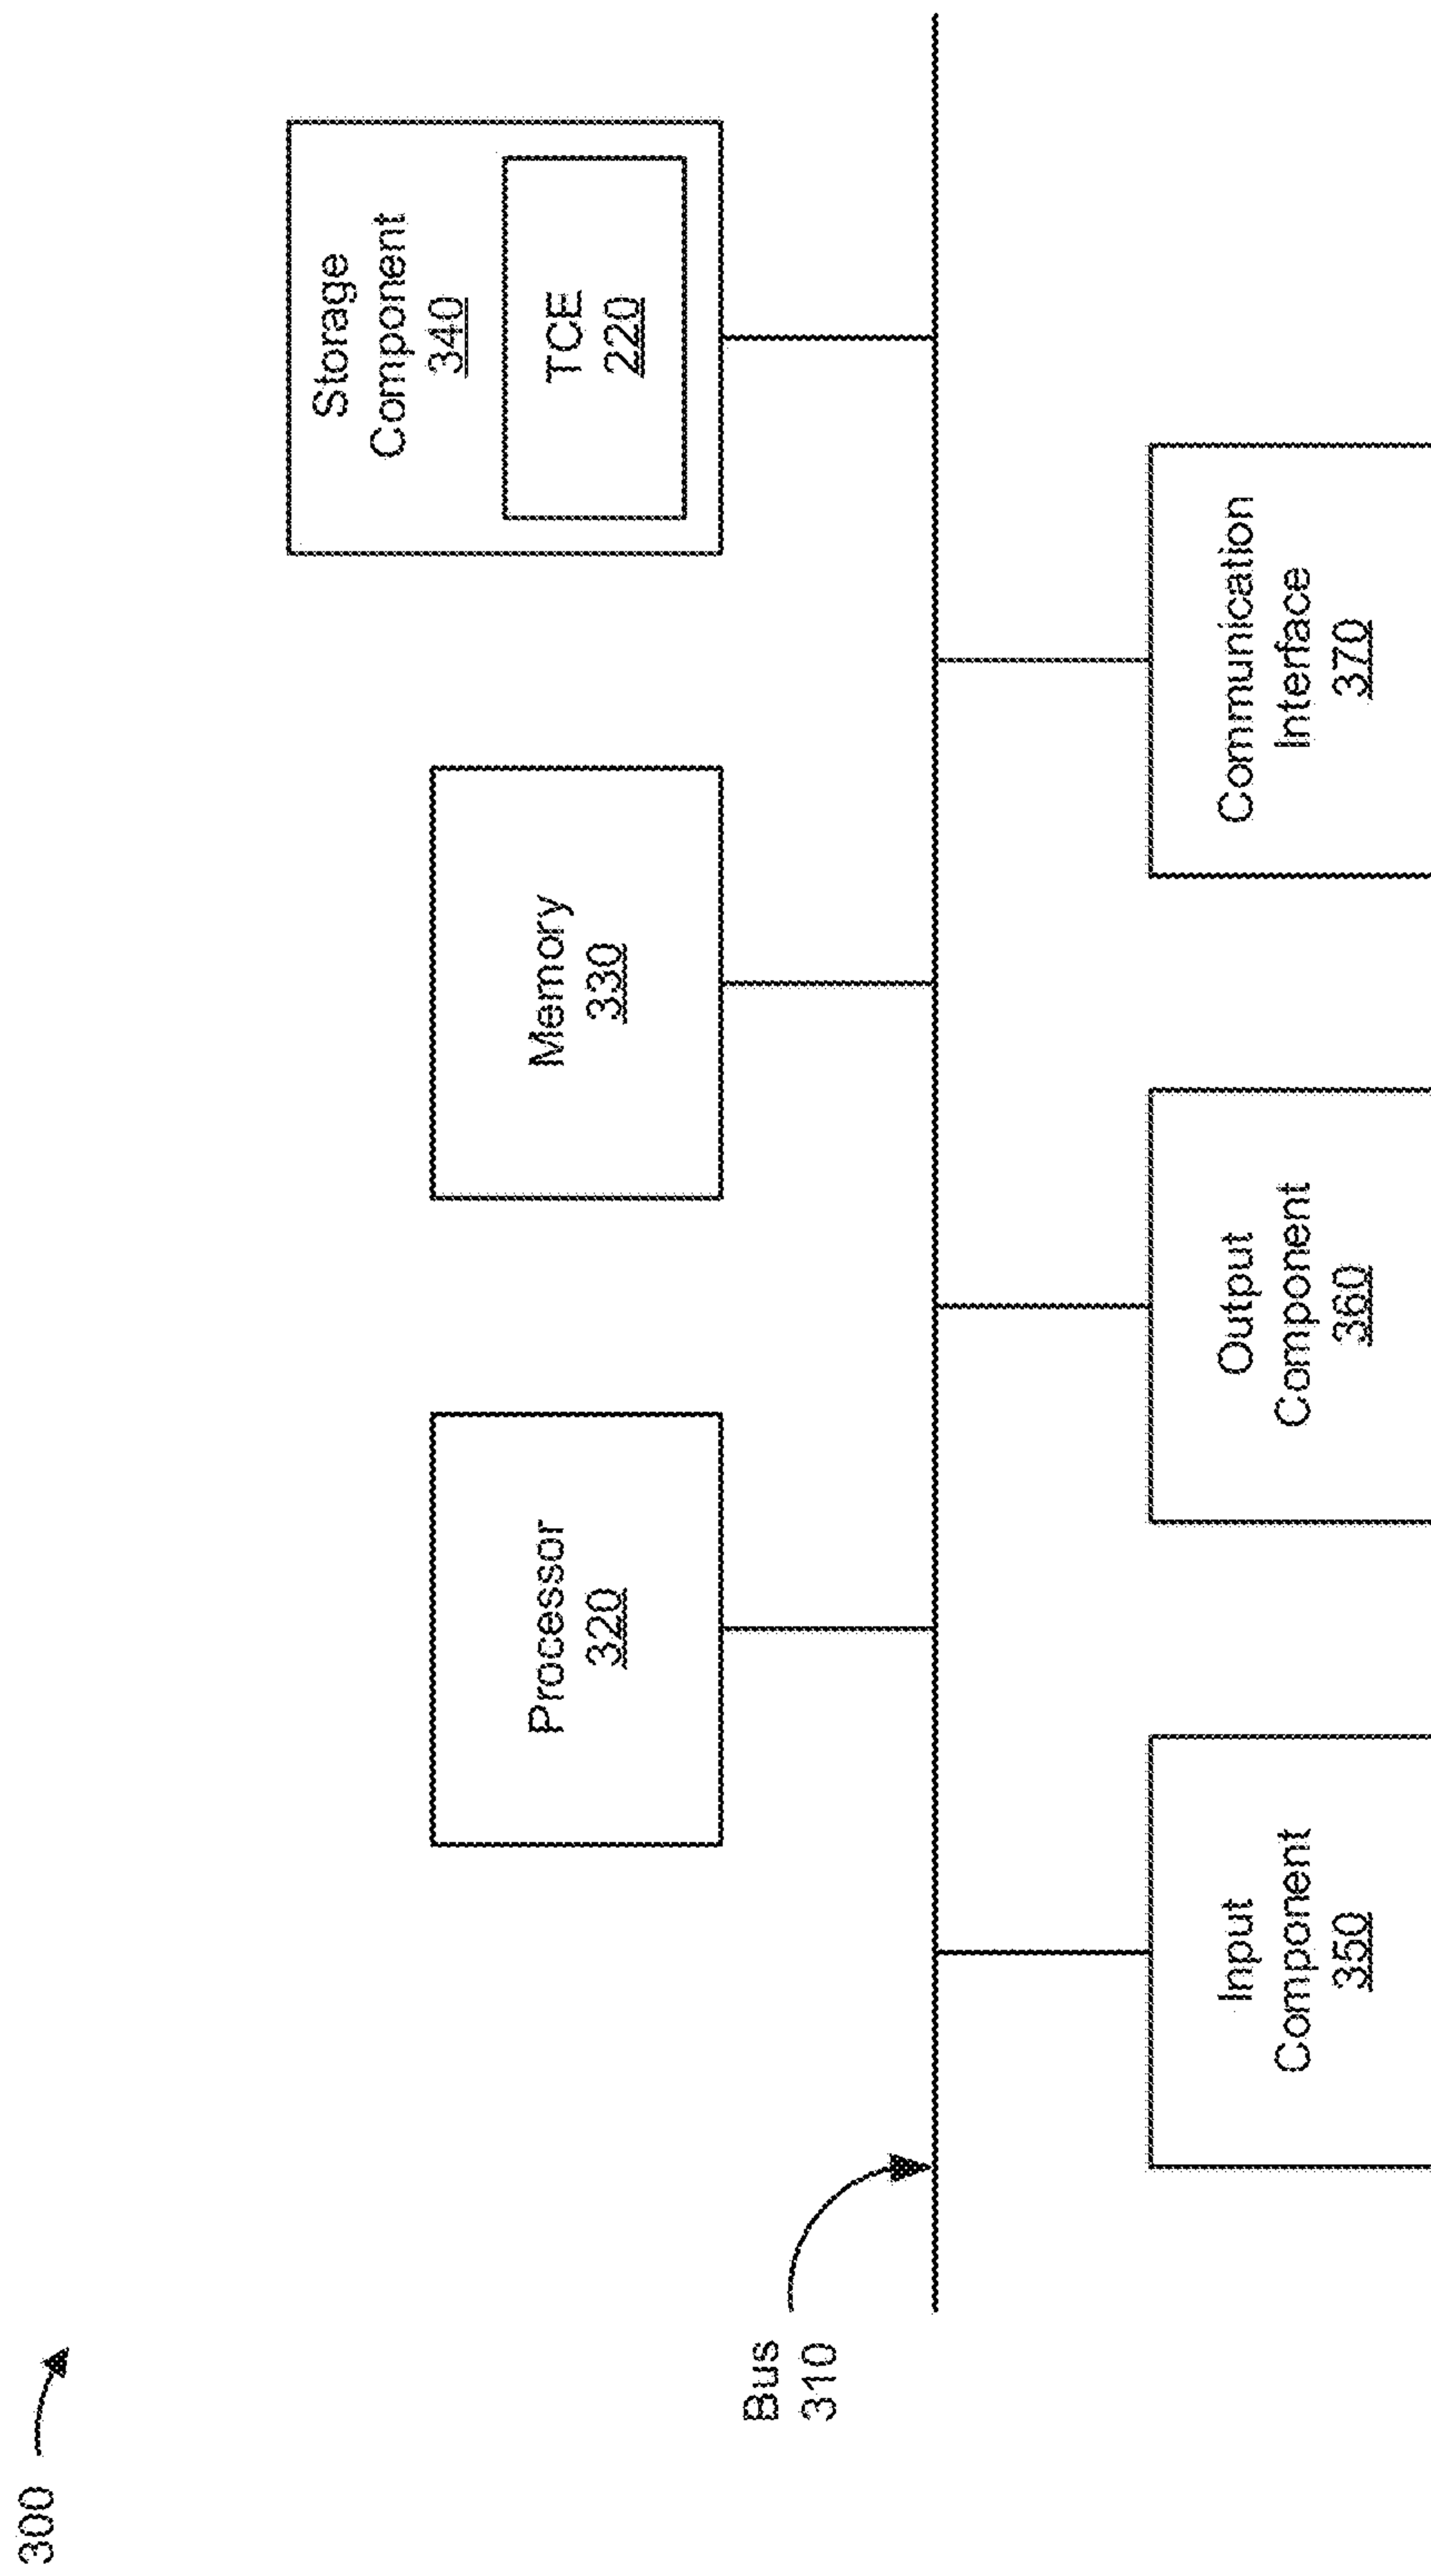 300
Bus
310
Processor
320
Memory
330
Storage
Component
340
TCE
220
Input
Component
350
Output
Component
360
Communication
Interface
370